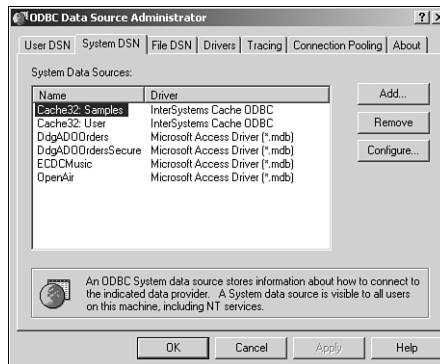 ODBC Data Source Administrator
User DSN System DSN File DSN Drivers Tracing Connection Pooling About
System Data Sources:
Name Driver
Cache32: Samples InterSystems Cache ODBC
Cache32: User InterSystems Cache ODBC
DdgADOOrders Microsoft Access Driver (*.mdb)
DdgADOOrdersSecure Microsoft Access Driver (*.mdb)
ECDCMusic Microsoft Access Driver (*.mdb)
OpenAir Microsoft Access Driver (*.mdb)
Add...
Remove
Configure...
An ODBC System data source stores information about how to connect to
the indicated data provider. A System data source is visible to all users
on this machine, including NT services.
OK Cancel Apply Help